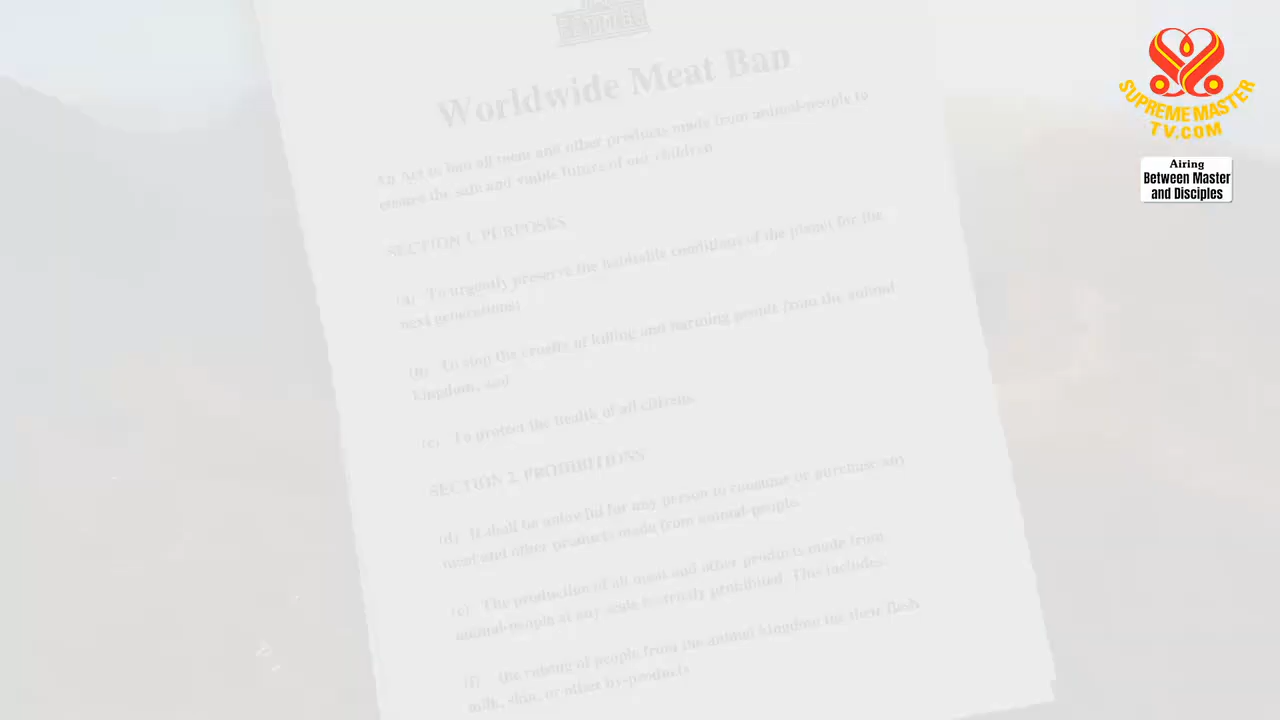 Worldwide Meat Ban
An Act to ban all meat and other products made from animal-people to
ensure the safe and viable future of our children
SECTION 1. PURPOSES
(a) To urgently preserve the habitable conditions of the planet for the
next generations;
(b) To stop the cruelty of killing and harming people from the animal
kingdom; and
(c) To protect the health of all citizens
SECTION 2. PROHIBITIONS
(d) It shall be unlawful for any person to consume or purchase any
meat and other products made from animal-people.
(e) The production of all meat and other products made from
animal-people at any scale is strictly prohibited. This includes:
(f) the raising of people from the animal kingdom for their flesh
milk, skin, or other by-products
SUPREME MASTER
TV.COM
Airing
Between Master
and Disciples